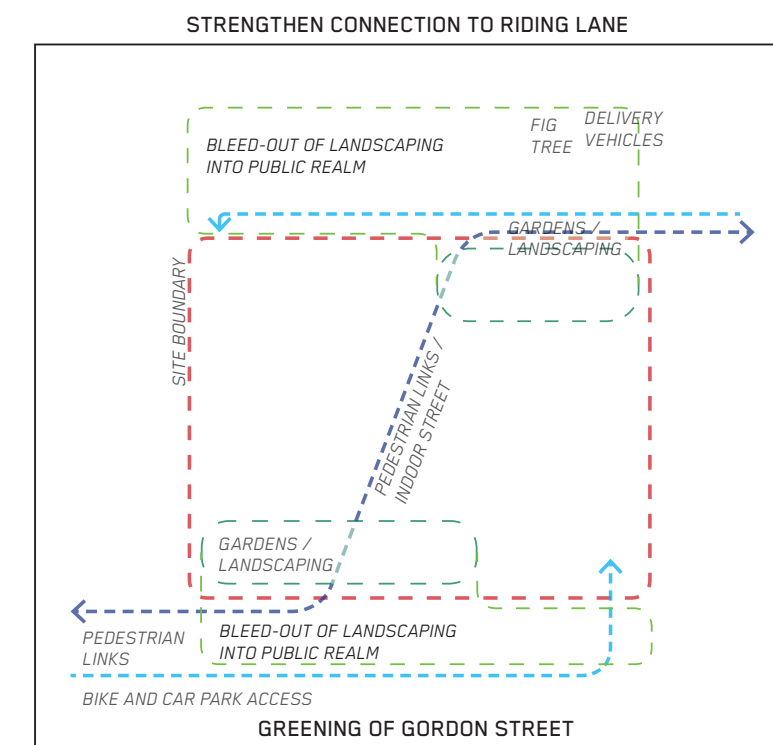 STRENGTHEN CONNECTION TO RIDING LANE
BLEED-OUT OF LANDSCAPING
INTO PUBLIC REALM
FIG
TREE
DELIVERY
VEHICLES
GARDENS /
LANDSCAPING
SITE BOUNDARY
PEDESTRIAN LINKS /
INDOOR STREET
GARDENS /
LANDSCAPING
PEDESTRIAN
LINKS
BLEED-OUT OF LANDSCAPING
INTO PUBLIC REALM
BIKE AND CAR PARK ACCESS
GREENING OF GORDON STREET